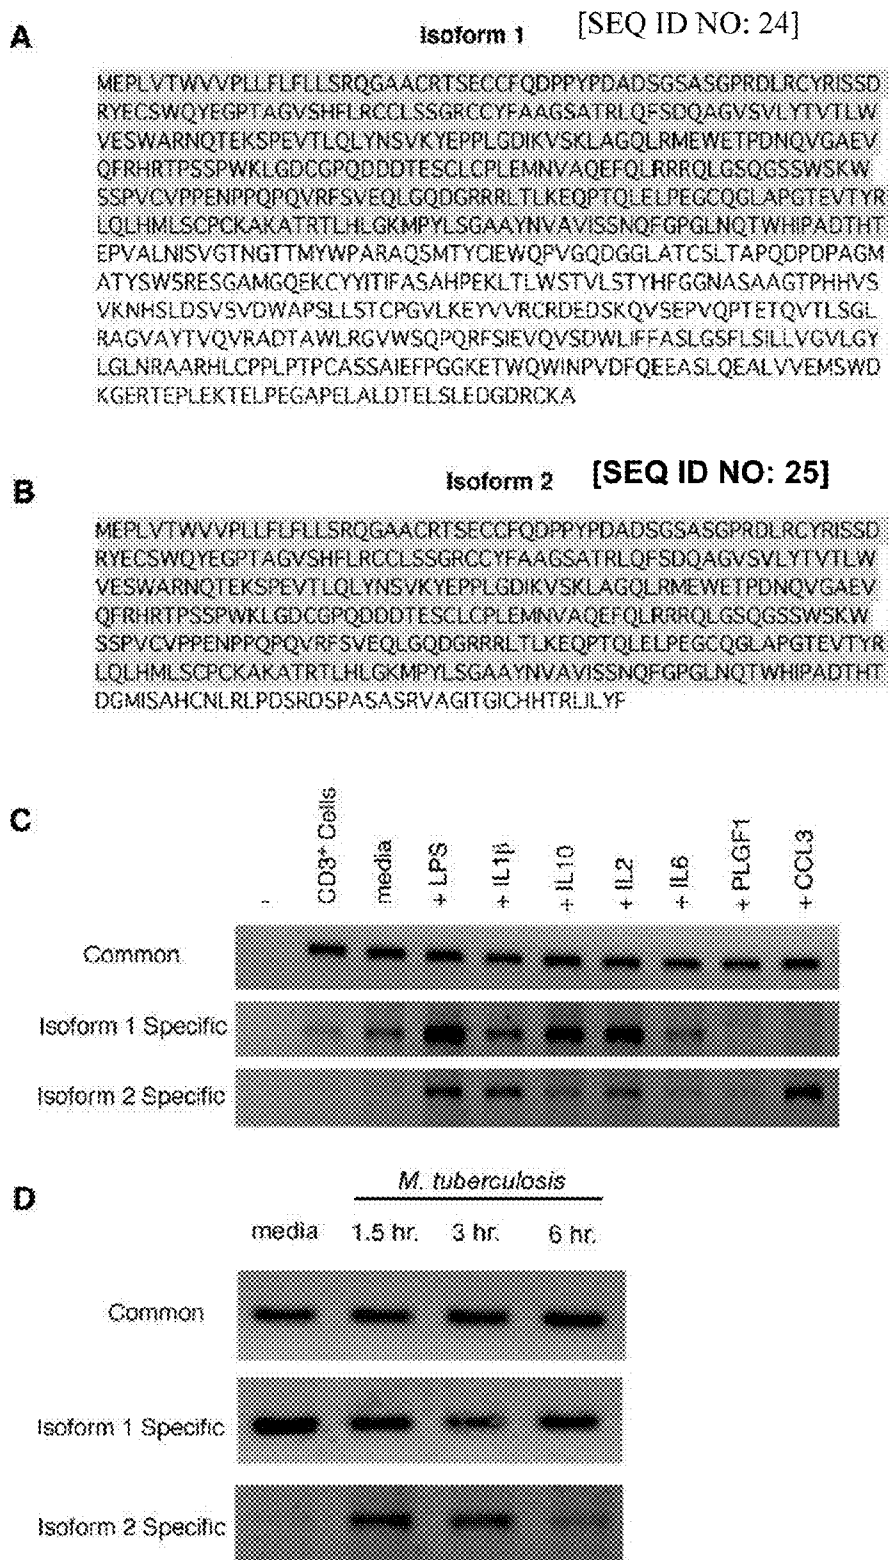 A
Isoform 1 [SEQ ID NO: 24]
MEPLVTWVVPLLFLFLLSRQGAACRTSECCFQDPPYPDADSGSASGPRDLRCYRISSD
RYECSWQYEGPTAGVSHFLRCCLSSGRCCYFAAGSATRLQFSDQAGVSVLYTVTLW
VESWARNQTEKSPEVTLQLYNSVKYEPPLGDIKVSKLAGQLRMEWETPDNQVGAEV
QFRHRTPSSPWKLGDCGPQDDDTESCLCPLEMNVAQEFQLRRRQLGSQGSSWSKW
SSPVCVPPENPPQPQVRFSVEQLGQDGRRRLTLKEQPTQLELPEGCQGLAPGTEVTYR
LQLHMLSCPCKAKATRTLHLGKMPYLSGAAYNVAVISSNQFGPGLNQTWHIPADTHT
EPVALNISVGTNGTTMYWPARAQSMTYCIEWQPVGQDGGLATCSLTAPQDPDPAGM
ATYSWSRESGAMGQEKCYYITIFASAHPEKLTLWSTVLSTYHFGGNASAAGTPHHVS
VKNHSLDSVSVDWAPSLLSTCPGVLKEYVVRCRDEDSKQVSEPVQPTETQVTLSGL
RAGVAYTVQVRADTAWLRGVWSQPQRFSIEVQVSDWLIFFASLGSFLSILLVGVLGY
LGLNRAARHLCPPLPTPCASSAIEFPGGKETWQWINPVDFQEEASLQEALVVEMSWD
KGERTEPLEKTELPEGAPELALDTELSLEDGDRCKA
B
Isoform 2 [SEQ ID NO: 25]
MEPLVTWVVPLLFLFLLSRQGAACRTSECCFQDPPYPDADSGSASGPRDLRCYRISSD
RYECSWQYEGPTAGVSHFLRCCLSSGRCCYFAAGSATRLQFSDQAGVSVLYTVTLW
VESWARNQTEKSPEVTLQLYNSVKYEPPLGDIKVSKLAGQLRMEWETPDNQVGAEV
QFRHRTPSSPWKLGDCGPQDDDTESCLCPLEMNVAQEFQLRRRQLGSQGSSWSKW
SSPVCVPPENPPQPQVRFSVEQLGQDGRRRLTLKEQPTQLELPEGCQGLAPGTEVTYR
LQLHMLSCPCKAKATRTLHLGKMPYLSGAAYNVAVISSNQFGPGLNQTWHIPADTHT
DGMISAHCNLRLPDSRDSPASASRVAGITGICHHTRLILYF
C
- CD3+ Cells media + LPS + IL1β + IL10 + IL2 + IL6 + PLGF1 + CCL3
Common
Isoform 1 Specific
Isoform 2 Specific
D
M. tuberculosis
media 1.5 hr. 3 hr. 6 hr.
Common
Isoform 1 Specific
Isoform 2 Specific